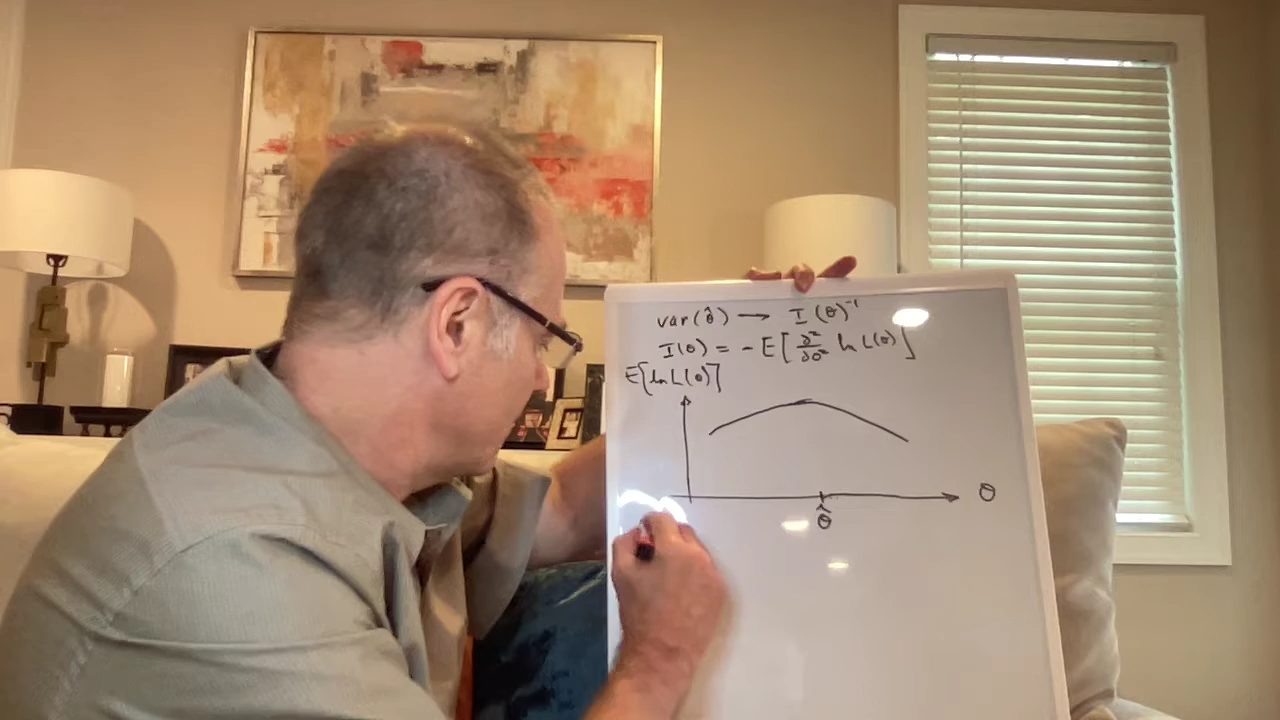 var(θ̂) → I(θ)⁻¹
I(θ) = -E[∂²/∂θ² ln L(θ)]
E[ln L(θ)]
θ
θ̂